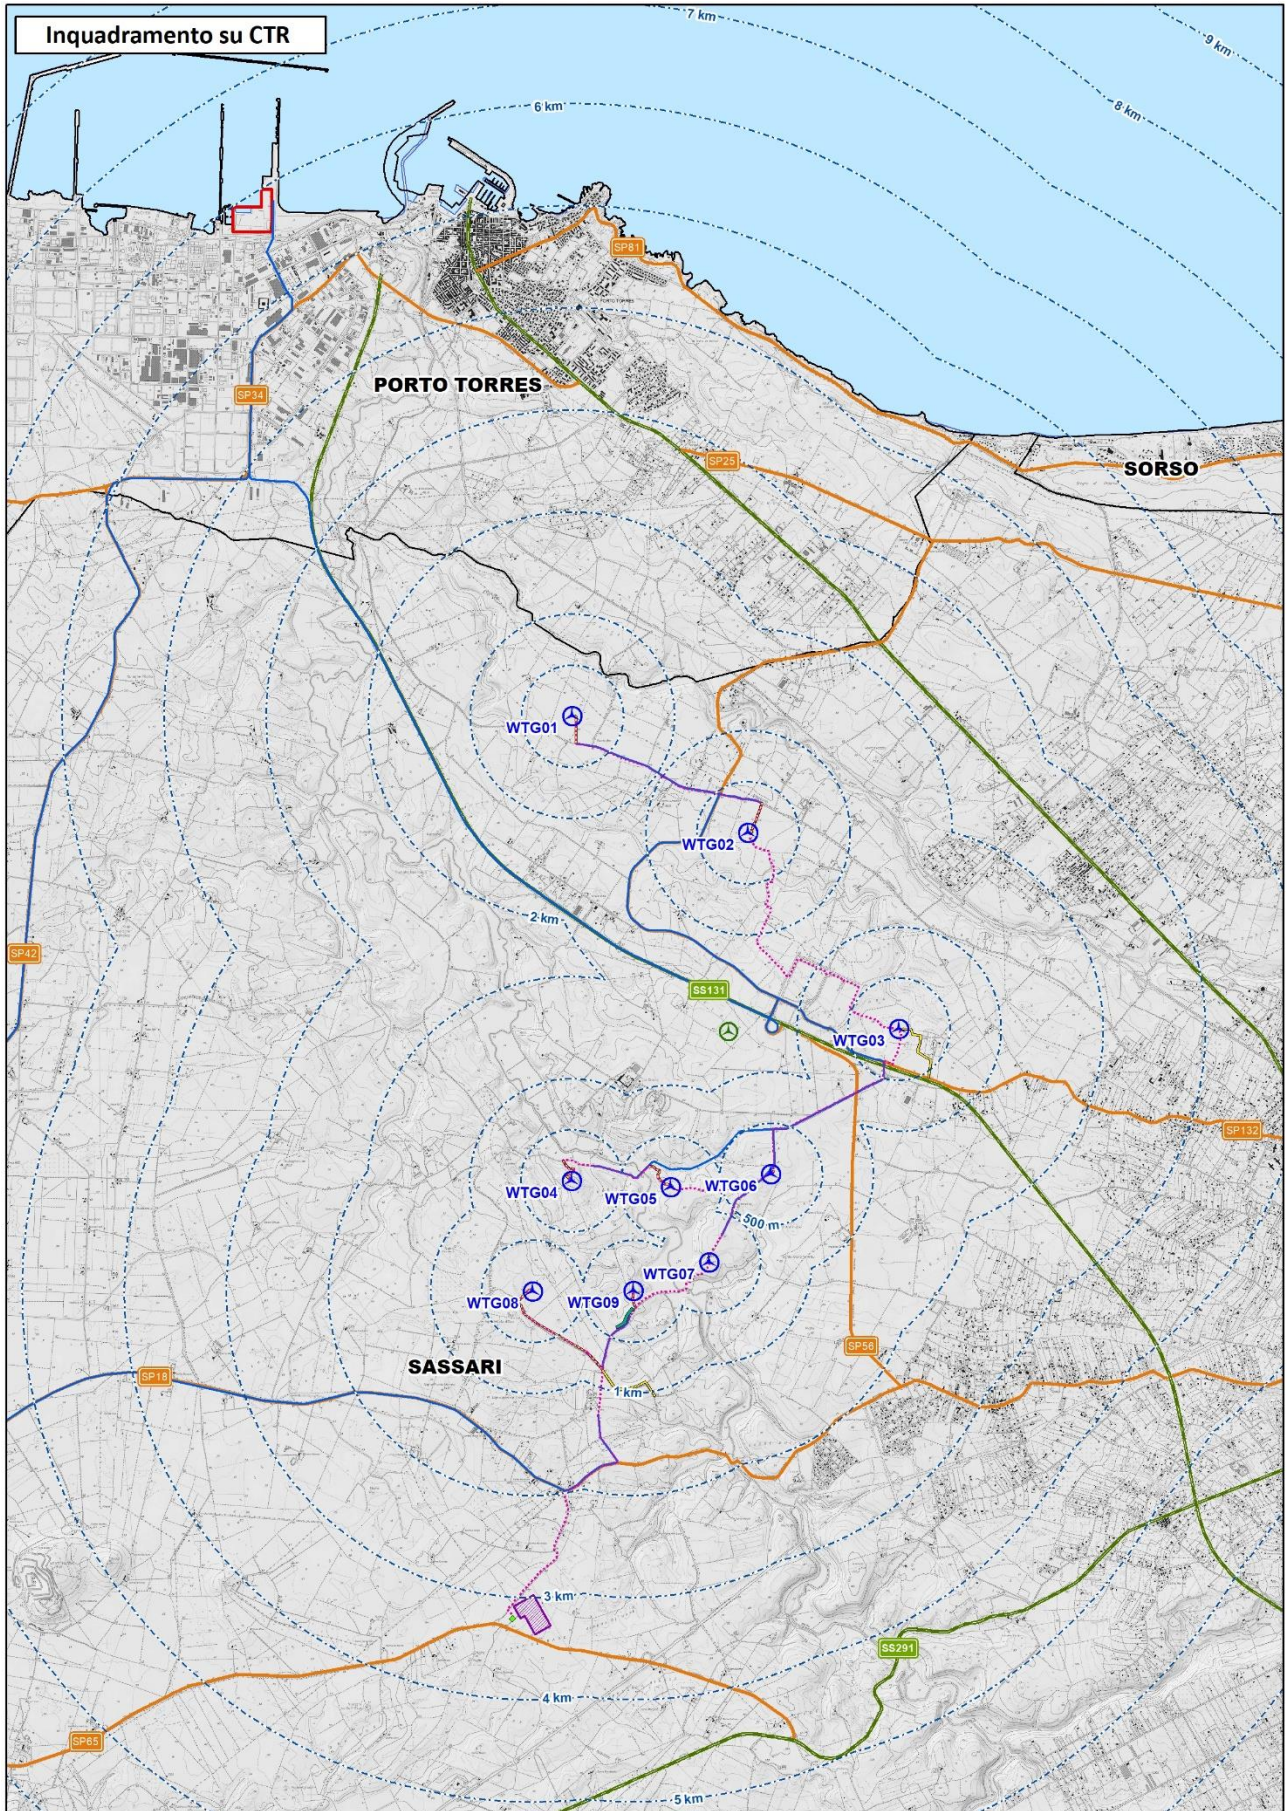 Inquadramento su CTR
7 km
9 km
8 km
6 km
SP81
PORTO TORRES
PORTO TORRES
SP34
SP25
SORSO
WTG01
WTG02
2 km
SP42
SS131
WTG03
SP132
WTG04
WTG05
WTG06
500 m
WTG07
WTG08
WTG09
SP56
SASSARI
SP18
1 km
3 km
SS291
4 km
SP65
5 km